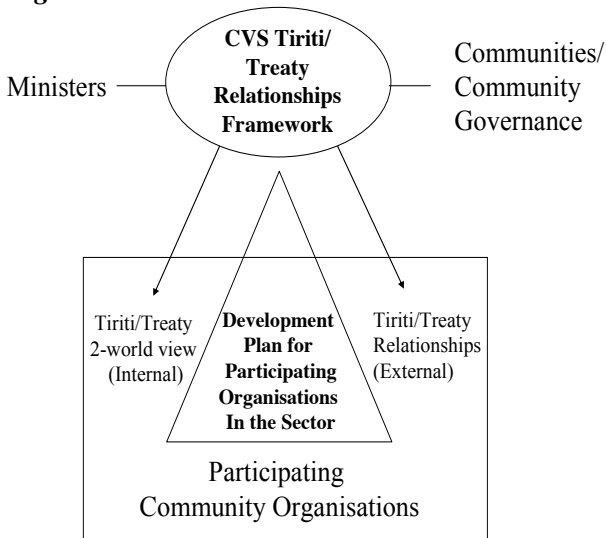 CVS Tiriti/
Treaty
Relationships
Framework
Ministers
Communities/
Community
Governance
Tiriti/Treaty
2-world view
(Internal)
Development
Plan for
Participating
Organisations
In the Sector
Tiriti/Treaty
Relationships
(External)
Participating
Community Organisations